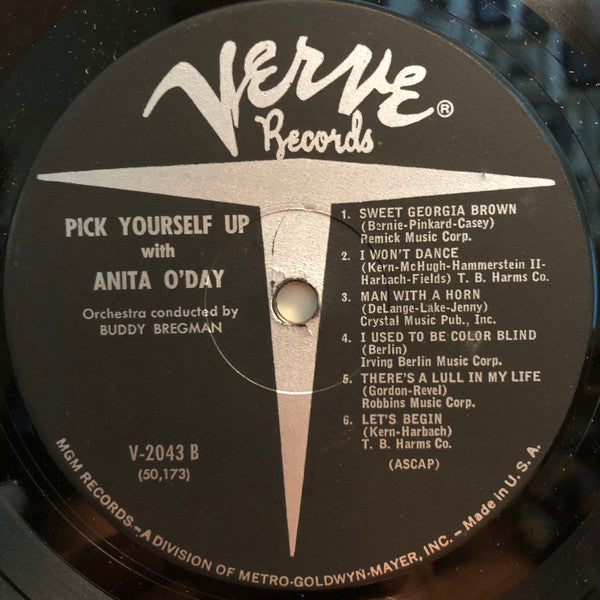 VERVE®
Records
PICK YOURSELF UP
with
ANITA O'DAY
Orchestra conducted by
BUDDY BREGMAN
V-2043 B
(50,173)
1. SWEET GEORGIA BROWN
(Bernie-Pinkard-Casey)
Remick Music Corp.
2. I WON'T DANCE
(Kern-McHugh-Hammerstein II-
Harbach-Fields) T. B. Harms Co.
3. MAN WITH A HORN
(DeLange-Lake-Jenny)
Crystal Music Pub., Inc.
4. I USED TO BE COLOR BLIND
(Berlin)
Irving Berlin Music Corp.
5. THERE'S A LULL IN MY LIFE
(Gordon-Revel)
Robbins Music Corp.
6. LET'S BEGIN
(Kern-Harbach)
T. B. Harms Co.
(ASCAP)
MGM RECORDS—A DIVISION OF METRO-GOLDWYN-MAYER, INC.—Made in U.S.A.